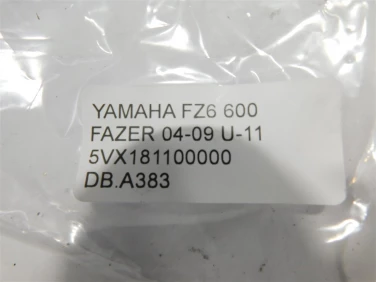 YAMAHA FZ6 600
FAZER 04-09 U-11
5VX181100000
DB.A383